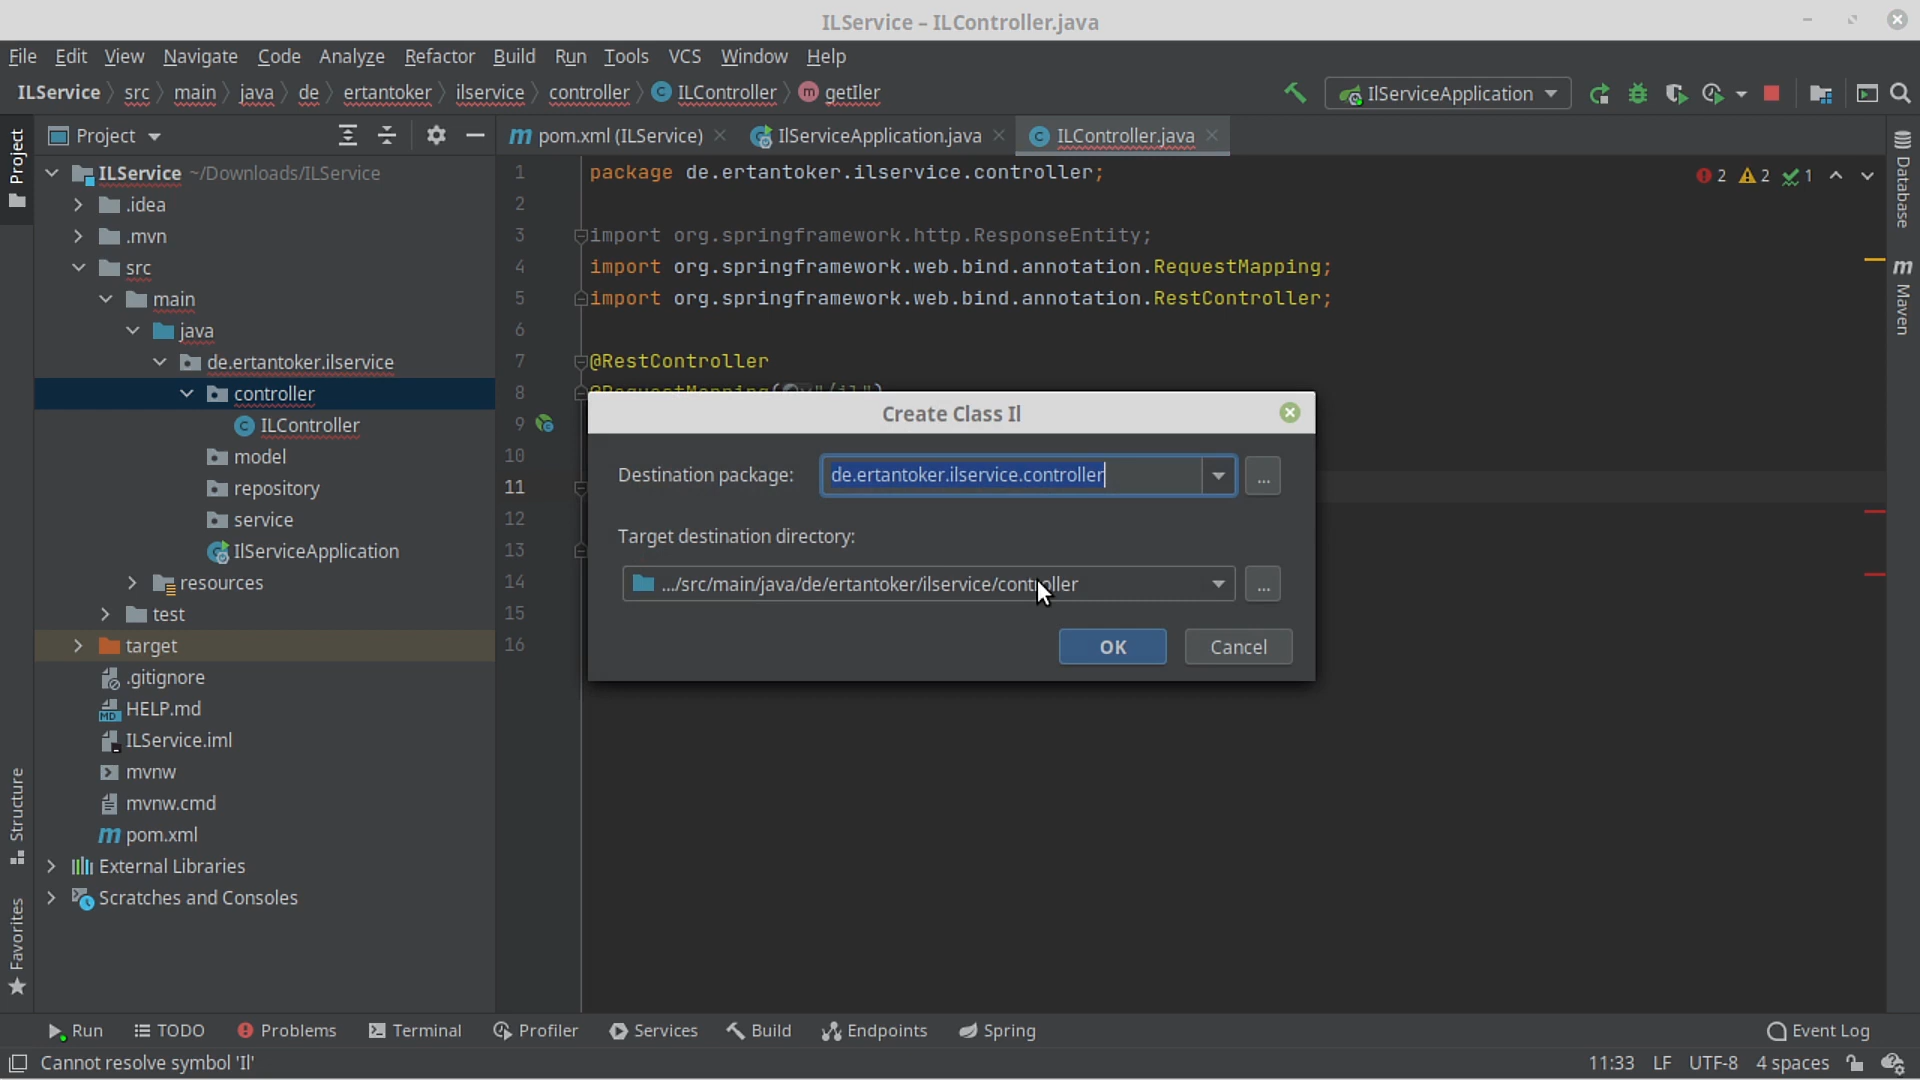 ILService – ILController.java
File Edit View Navigate Code Analyze Refactor Build Run Tools VCS Window Help
ILService src main java de ertantoker ilservice controller ILController getIler
IlServiceApplication
Project
pom.xml (ILService) IlServiceApplication.java ILController.java
Project
ILService ~/Downloads/ILService
.idea
.mvn
src
main
java
de.ertantoker.ilservice
controller
ILController
model
repository
service
IlServiceApplication
resources
test
target
.gitignore
HELP.md
ILService.iml
mvnw
mvnw.cmd
pom.xml
External Libraries
Scratches and Consoles
Structure
Favorites
1 package de.ertantoker.ilservice.controller;
2
3 import org.springframework.http.ResponseEntity;
4 import org.springframework.web.bind.annotation.RequestMapping;
5 import org.springframework.web.bind.annotation.RestController;
6
7 @RestController
8 @RequestMapping("/il")
9
10
11
12
13
14
15
16
2 2 1
Database
Maven
Create Class Il
Destination package: de.ertantoker.ilservice.controller ...
Target destination directory:
.../src/main/java/de/ertantoker/ilservice/controller ...
OK Cancel
Run TODO Problems Terminal Profiler Services Build Endpoints Spring Event Log
Cannot resolve symbol 'Il' 11:33 LF UTF-8 4 spaces